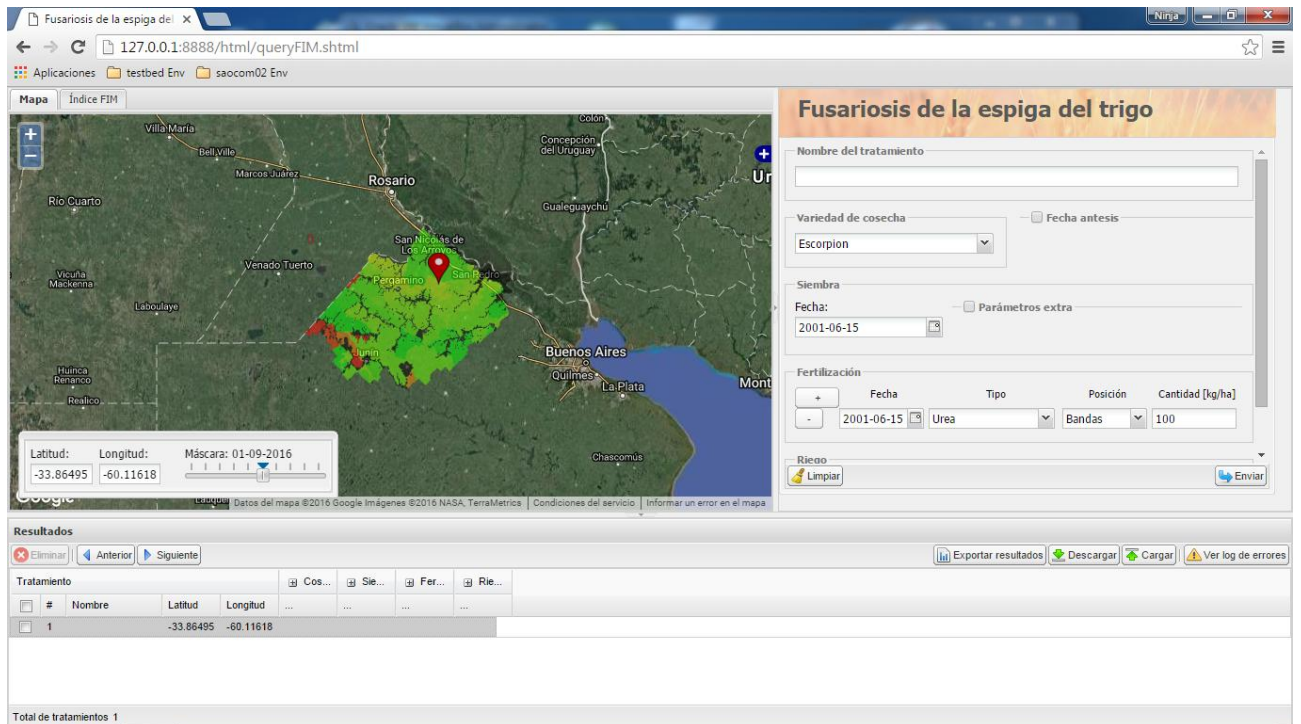 Fusariosis de la espiga del
Ninja
127.0.0.1:8888/html/queryFIM.shtml
Aplicaciones testbed Env saocom02 Env
Mapa Índice FIM
Colón
Villa María
Concepción del Uruguay
Bell Ville
Marcos Juárez
Rosario
Ur
Río Cuarto
Gualeguaychú
San Nicolás de Los Arroyos
Venado Tuerto
Vicuña Mackenna
Pergamino
San Pedro
Laboulaye
Junín
Buenos Aires
Quilmes
La Plata
Mont
Huinca Renanco
Realico
Chascomús
Latitud: Longitud: Máscara: 01-09-2016
-33.86495 -60.11618
Google
Datos del mapa ©2016 Google Imágenes ©2016 NASA, TerraMetrics Condiciones del servicio Informar un error en el mapa
Fusariosis de la espiga del trigo
Nombre del tratamiento
Variedad de cosecha
Fecha antesis
Escorpion
Siembra
Fecha:
Parámetros extra
2001-06-15
Fertilización
+ Fecha Tipo Posición Cantidad [kg/ha]
- 2001-06-15 Urea Bandas 100
Riego
Limpiar
Enviar
Resultados
Eliminar Anterior Siguiente Exportar resultados Descargar Cargar Ver log de errores
Tratamiento Cos... Sie... Fer... Rie...
# Nombre Latitud Longitud ... ... ... ...
1 -33.86495 -60.11618
Total de tratamientos 1